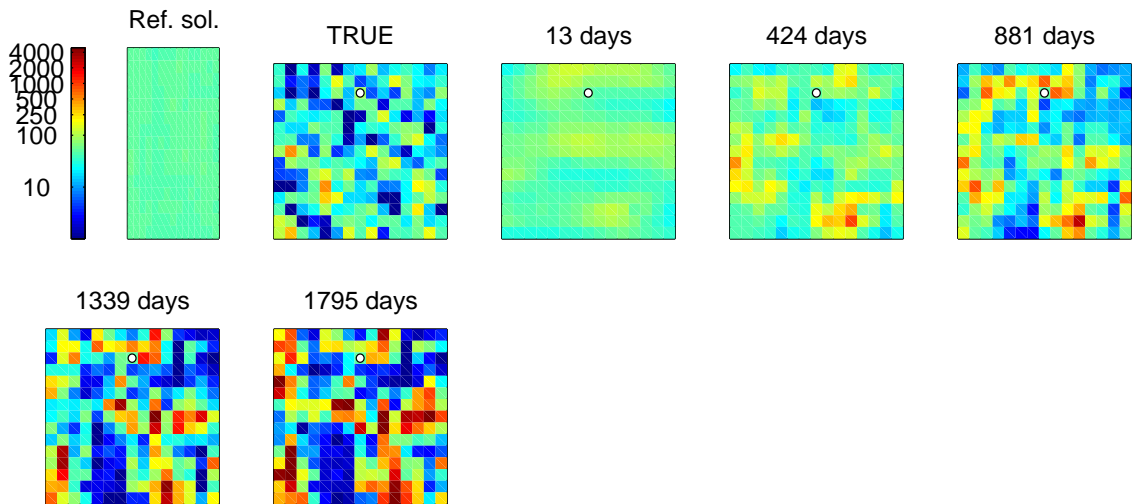 Ref. sol.
TRUE
13 days
424 days
881 days
4000
2000
1000
500
250
100
10
1339 days
1795 days